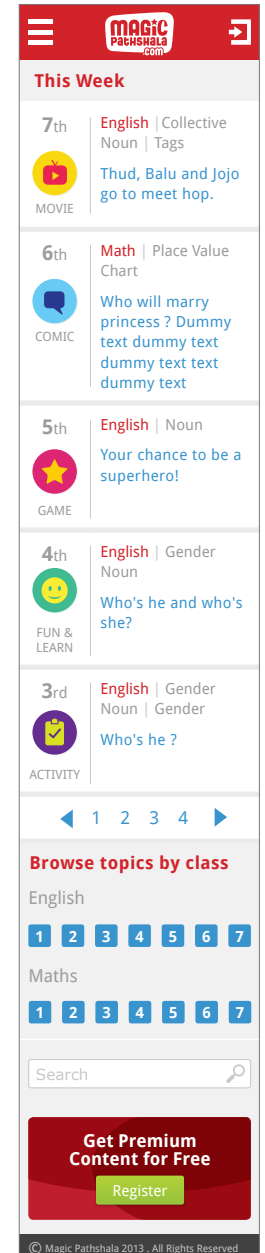 MAGIC
PATHSHALA
.COM
This Week
7th
English |Collective
Noun | Tags
Thud, Balu and Jojo
go to meet hop.
MOVIE
6th
Math | Place Value
Chart
Who will marry
princess ? Dummy
text dummy text
dummy text text
dummy text
COMIC
5th
English | Noun
Your chance to be a
superhero!
GAME
4th
English | Gender
Noun
Who's he and who's
she?
FUN &
LEARN
3rd
English | Gender
Noun | Gender
Who's he ?
ACTIVITY
1 2 3 4
Browse topics by class
English
1 2 3 4 5 6 7
Maths
1 2 3 4 5 6 7
Search
Get Premium
Content for Free
Register
© Magic Pathshala 2013 . All Rights Reserved